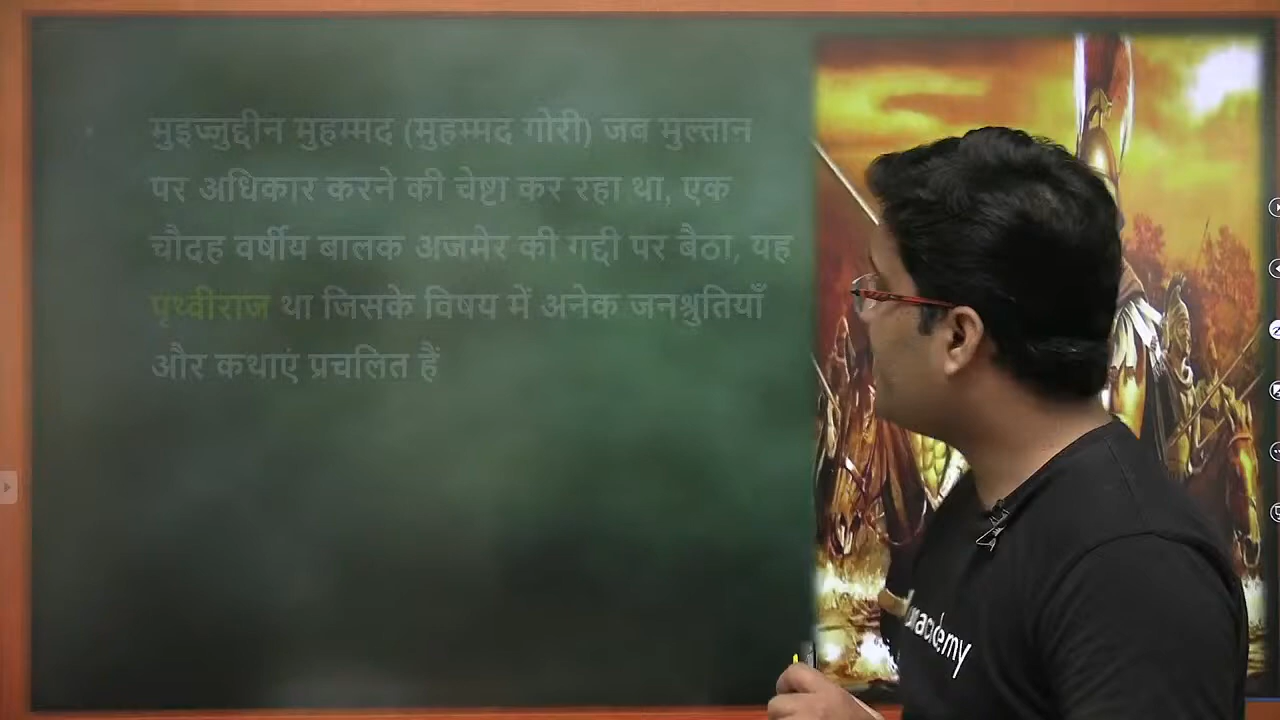 मुइज्जुद्दीन मुहम्मद (मुहम्मद गोरी) जब मुल्तान
पर अधिकार करने की चेष्टा कर रहा था, एक
चौदह वर्षीय बालक अजमेर की गद्दी पर बैठा, यह
पृथ्वीराज था जिसके विषय में अनेक जनश्रुतियाँ
और कथाएं प्रचलित हैं
unacademy